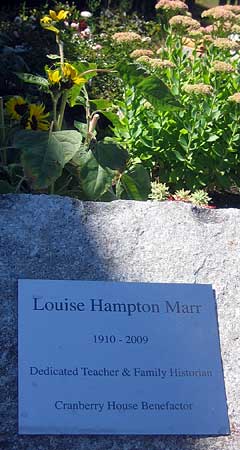 Louise Hampton Marr
1910 - 2009
Dedicated Teacher & Family Historian
Cranberry House Benefactor